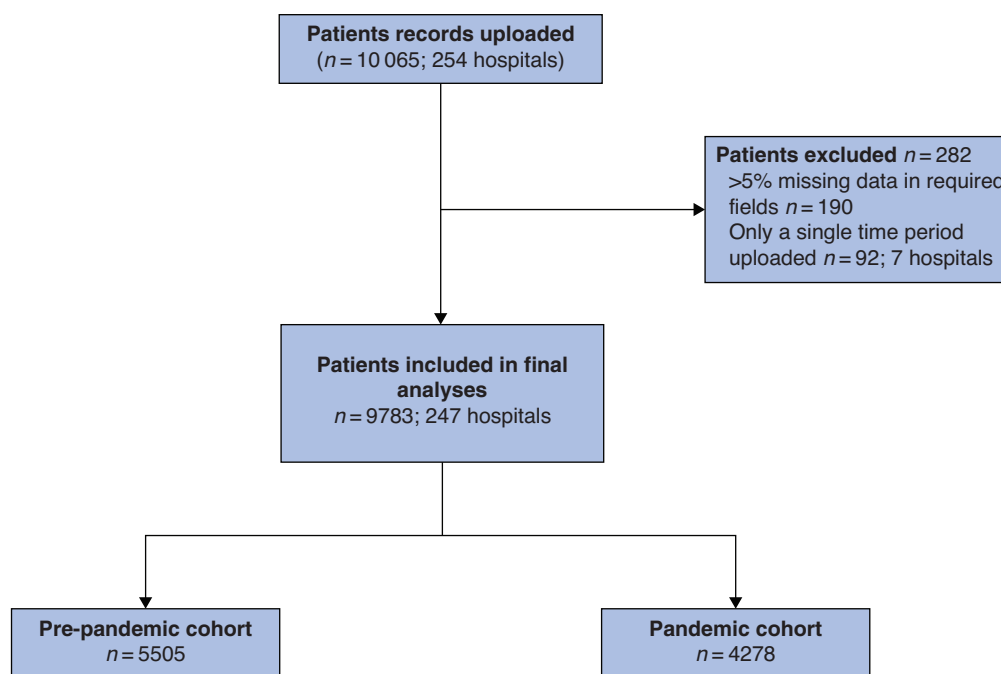 Patients records uploaded
(n = 10 065; 254 hospitals)
Patients excluded n = 282
>5% missing data in required
fields n = 190
Only a single time period
uploaded n = 92; 7 hospitals
Patients included in final
analyses
n = 9783; 247 hospitals
Pre-pandemic cohort
n = 5505
Pandemic cohort
n = 4278